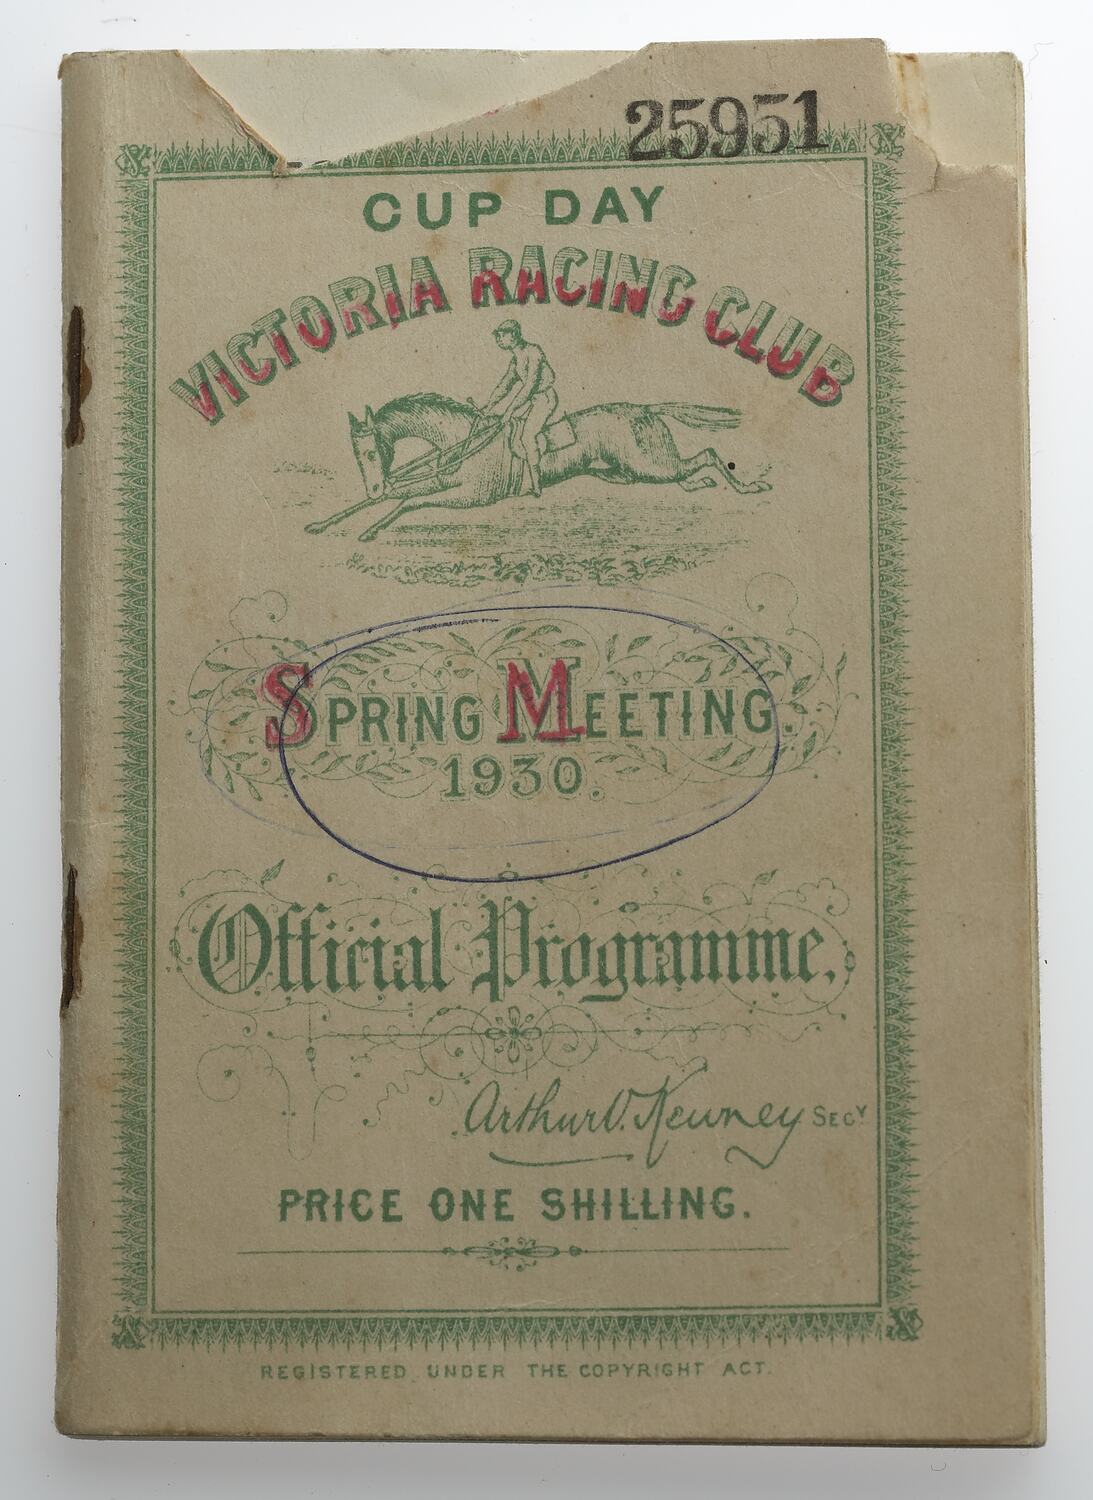 25951
CUP DAY
VICTORIA RACING CLUB
SPRING MEETING
1930.
Official Programme.
Arthur V. Kewney SECY
PRICE ONE SHILLING.
REGISTERED UNDER THE COPYRIGHT ACT.